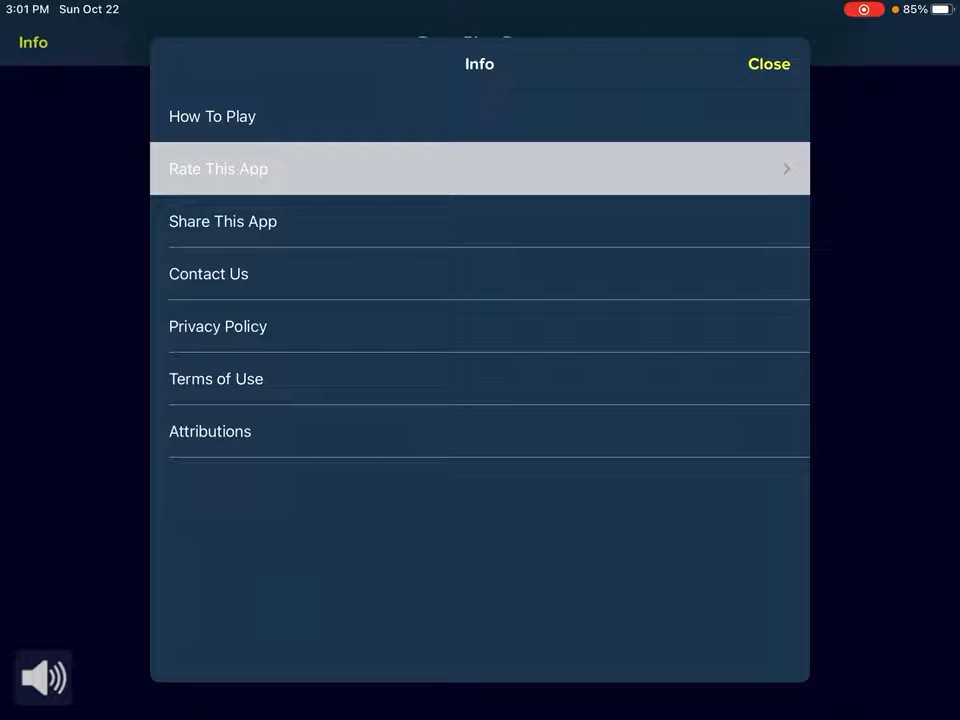 3:01 PM Sun Oct 22
85%
Info
Info
Close
How To Play
Rate This App
Share This App
Contact Us
Privacy Policy
Terms of Use
Attributions